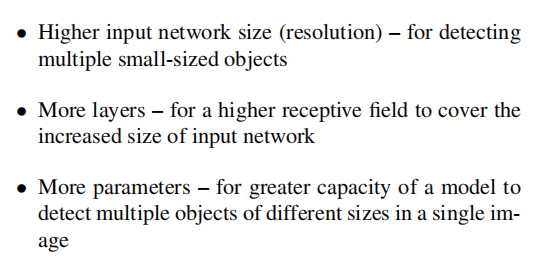 • Higher input network size (resolution) – for detecting
multiple small-sized objects
• More layers – for a higher receptive field to cover the
increased size of input network
• More parameters – for greater capacity of a model to
detect multiple objects of different sizes in a single im-
age